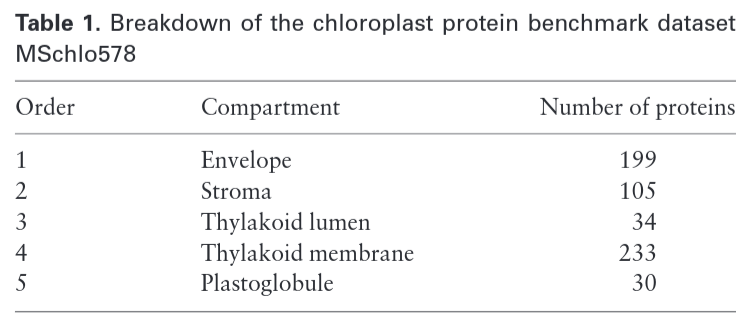 Table 1. Breakdown of the chloroplast protein benchmark dataset
MSchlo578
Order Compartment Number of proteins
1 Envelope 199
2 Stroma 105
3 Thylakoid lumen 34
4 Thylakoid membrane 233
5 Plastoglobule 30